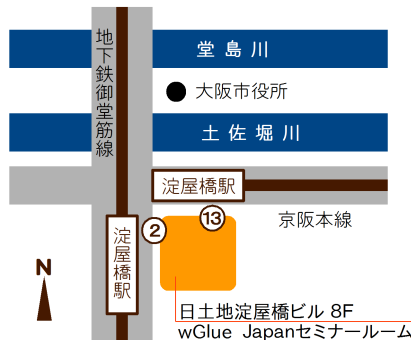 堂島川
地下鉄御堂筋線
大阪市役所
土佐堀川
淀屋橋駅
京阪本線
13
2
淀屋橋駅
N
日土地淀屋橋ビル 8F
wGlue Japanセミナールーム